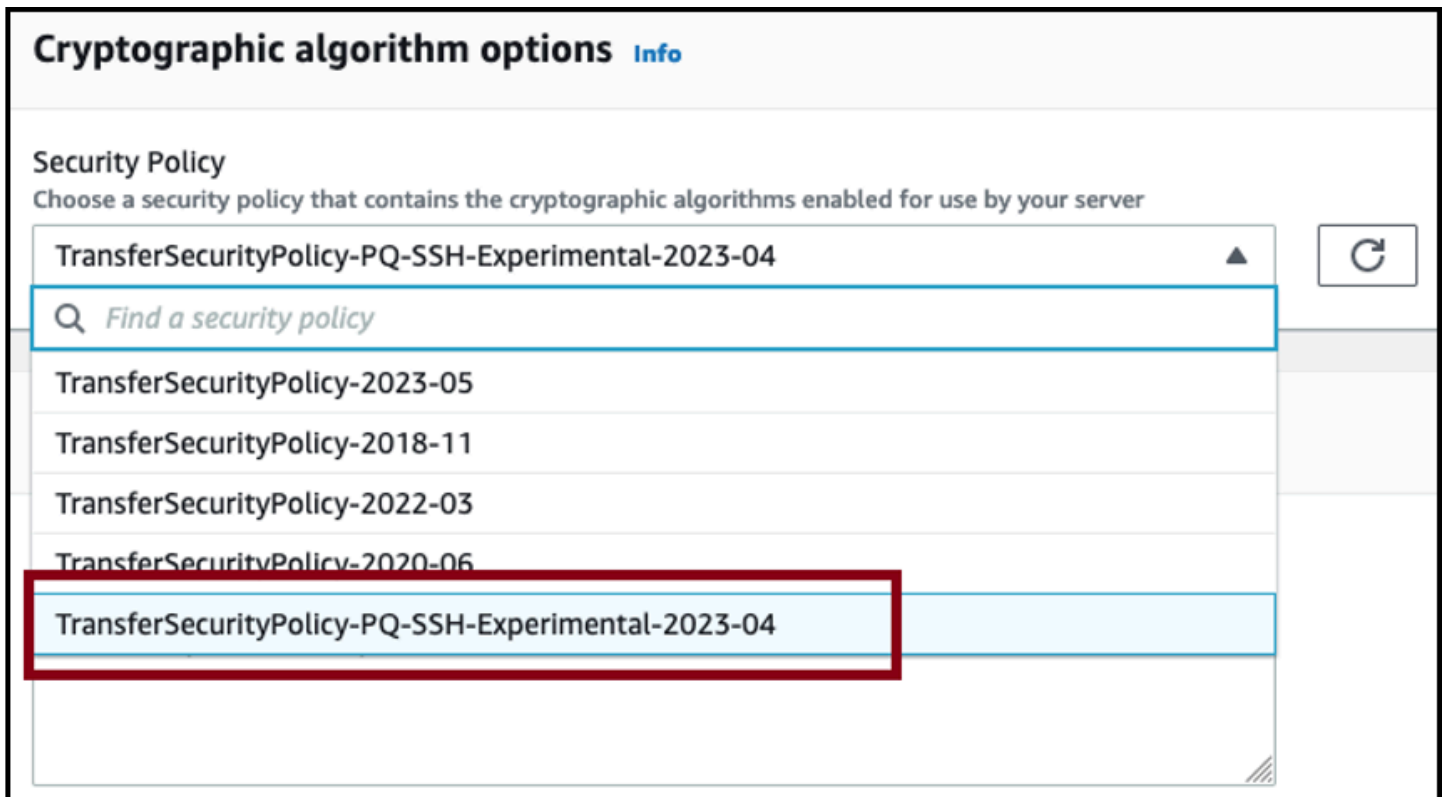 Cryptographic algorithm options Info
Security Policy
Choose a security policy that contains the cryptographic algorithms enabled for use by your server
TransferSecurityPolicy-PQ-SSH-Experimental-2023-04
Find a security policy
TransferSecurityPolicy-2023-05
TransferSecurityPolicy-2018-11
TransferSecurityPolicy-2022-03
TransferSecurityPolicy-2020-06
TransferSecurityPolicy-PQ-SSH-Experimental-2023-04